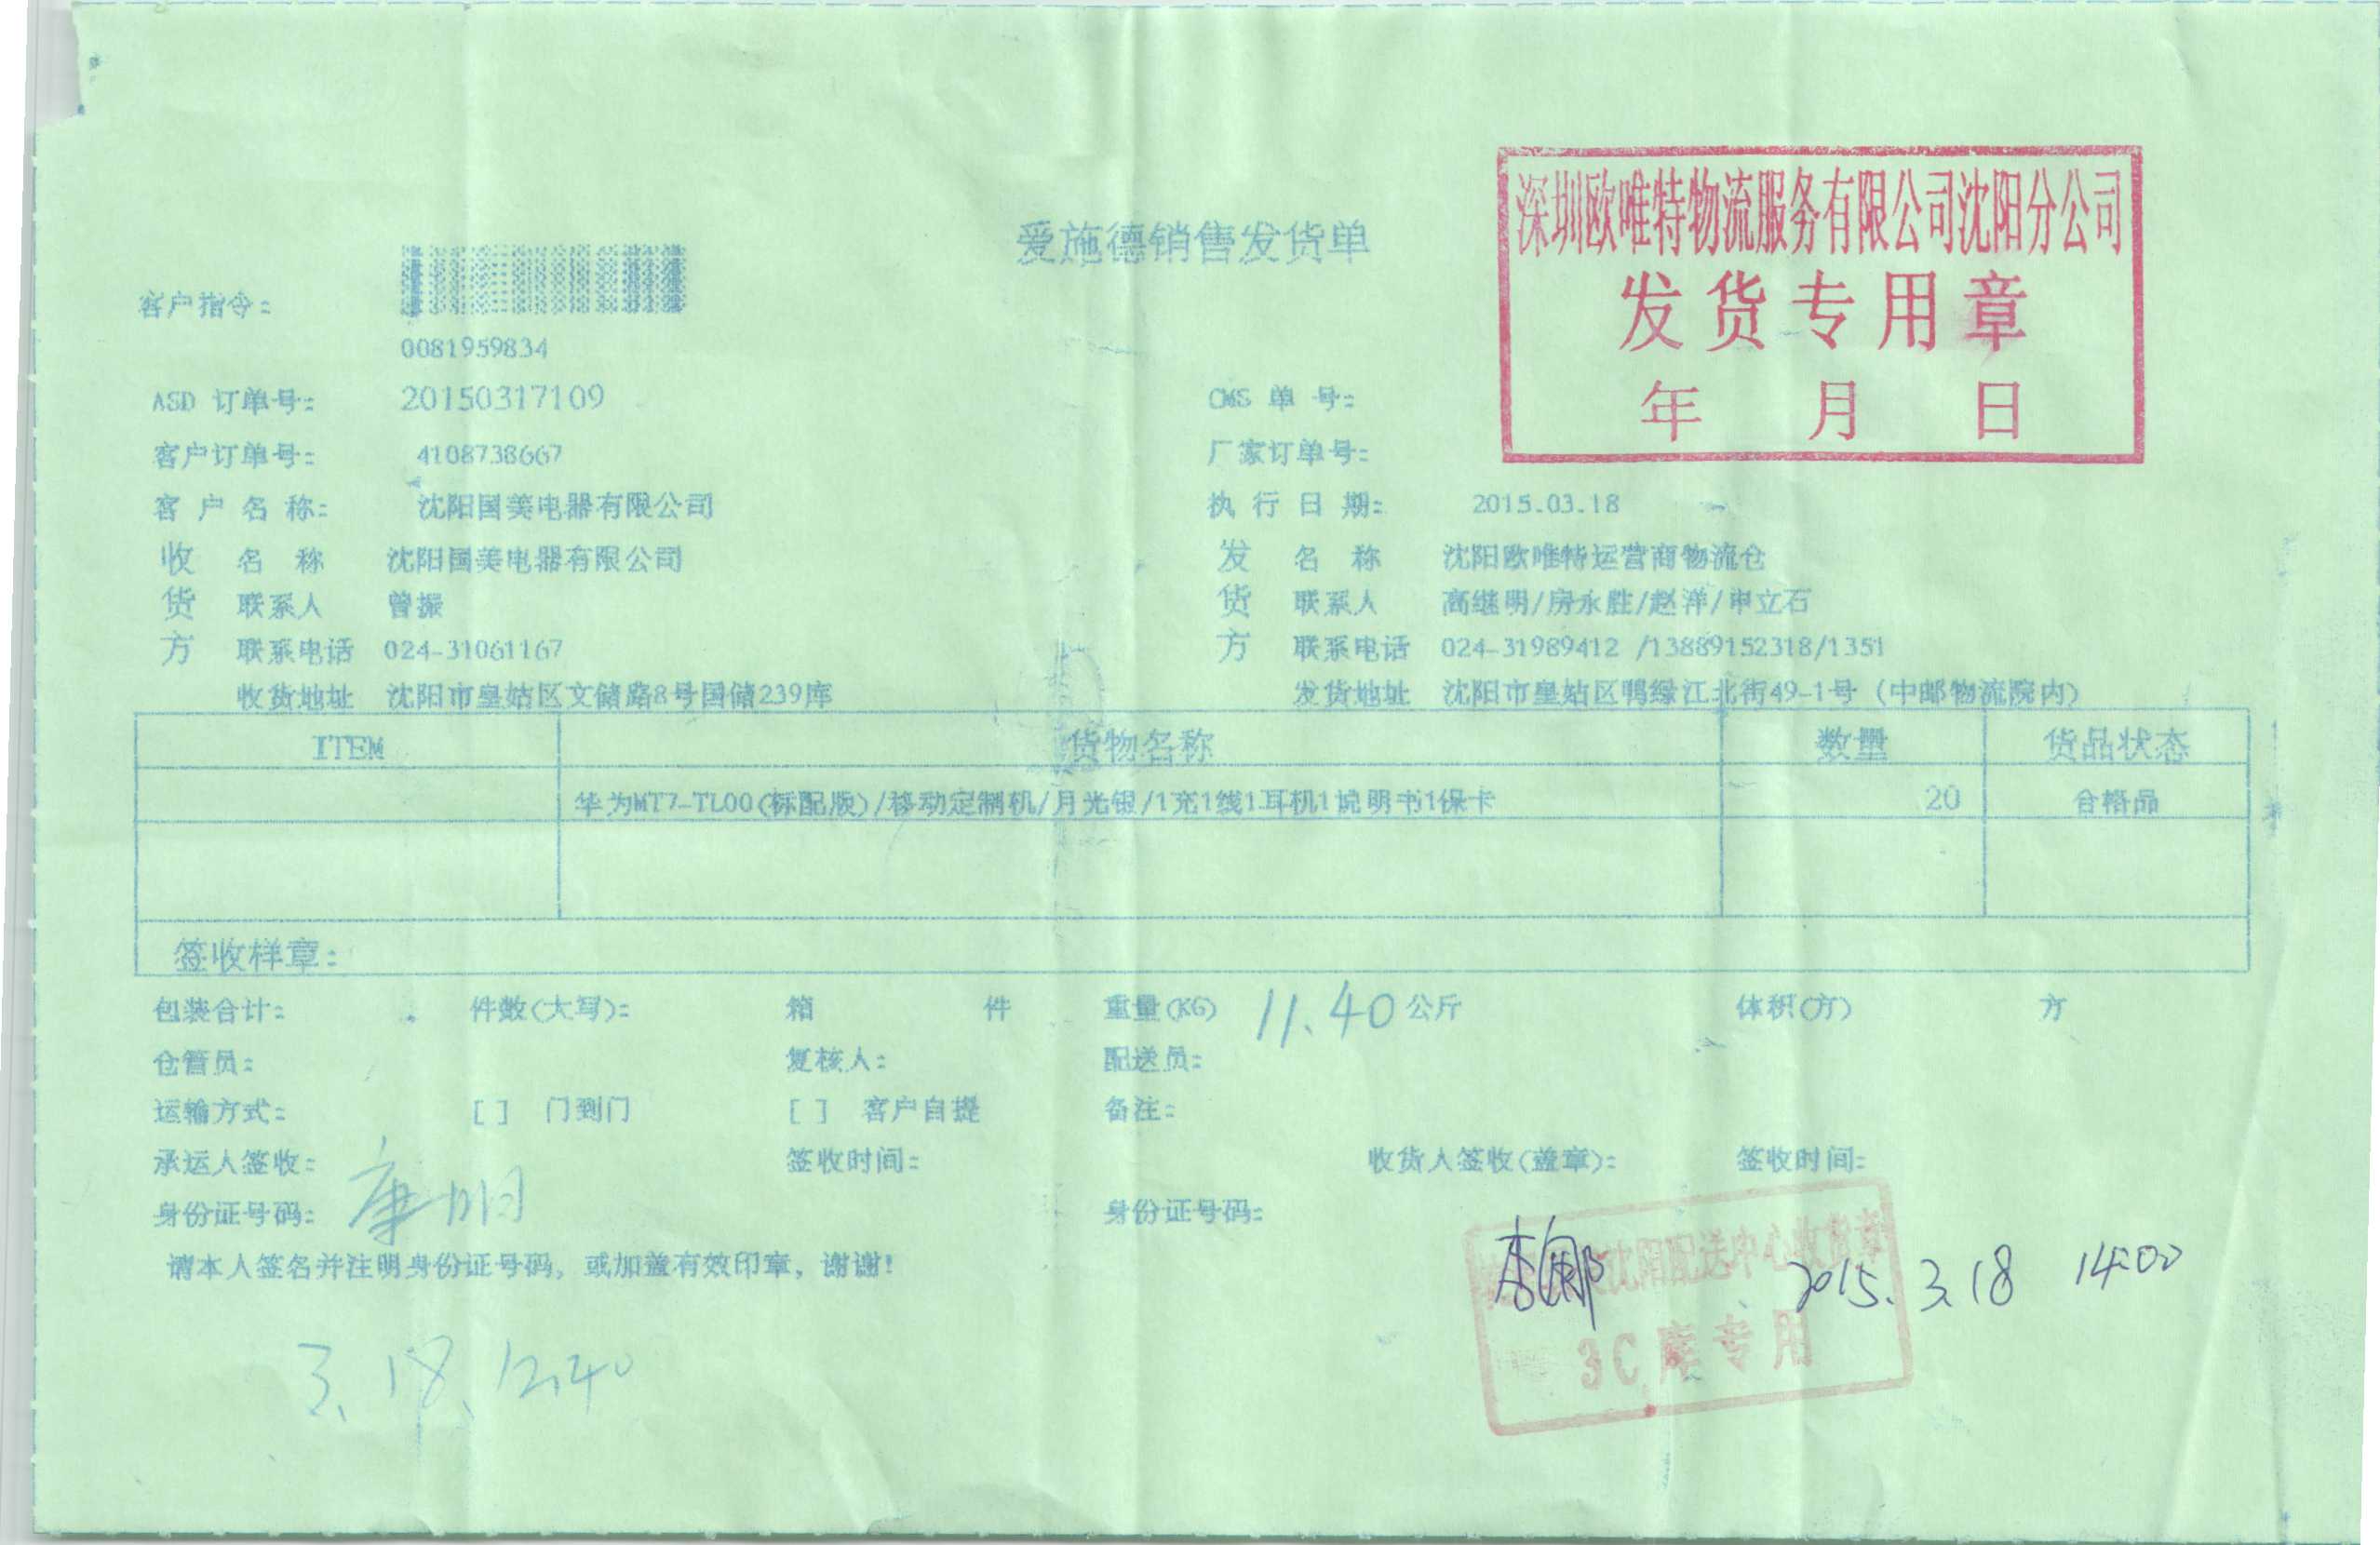 深圳欧唯特物流服务有限公司沈阳分公司
发货专用章
年 月 日
爱施德销售发货单
客户指令:
0081959834
ASD 订单号: 20150317109 CMS 单 号:
客户订单号: 4108738667 厂家订单号:
客 户 名 称: 沈阳国美电器有限公司 执 行 日 期: 2015.03.18
收 名 称 沈阳国美电器有限公司 发 名 称 沈阳欧唯特运营商物流仓
货 联系人 曾振 货 联系人 高继明/房永胜/赵洋/申立石
方 联系电话 024-31061167 方 联系电话 024-31989412 /13889152318/1351
收货地址 沈阳市皇姑区文储路8号国储239库 发货地址 沈阳市皇姑区鸭绿江北街49-1号 (中邮物流院内)
ITEM 货物名称 数量 货品状态
华为MT7-TL00(标配版)/移动定制机/月光银/1充1线1耳机1说明书1保卡 20 合格品
签收样章:
包装合计: 件数(大写): 箱 件 重量(KG) 11.40 公斤 体积(方) 方
仓管员: 复核人: 配送员:
运输方式: [ ] 门到门 [ ] 客户自提 备注:
承运人签收: 签收时间: 收货人签收(盖章): 签收时间:
身份证号码: 康明 身份证号码:
请本人签名并注明身份证号码, 或加盖有效印章, 谢谢!
沈阳配送中心收货章
2015.3.18 14:00
3C库专用
3.18.12:40